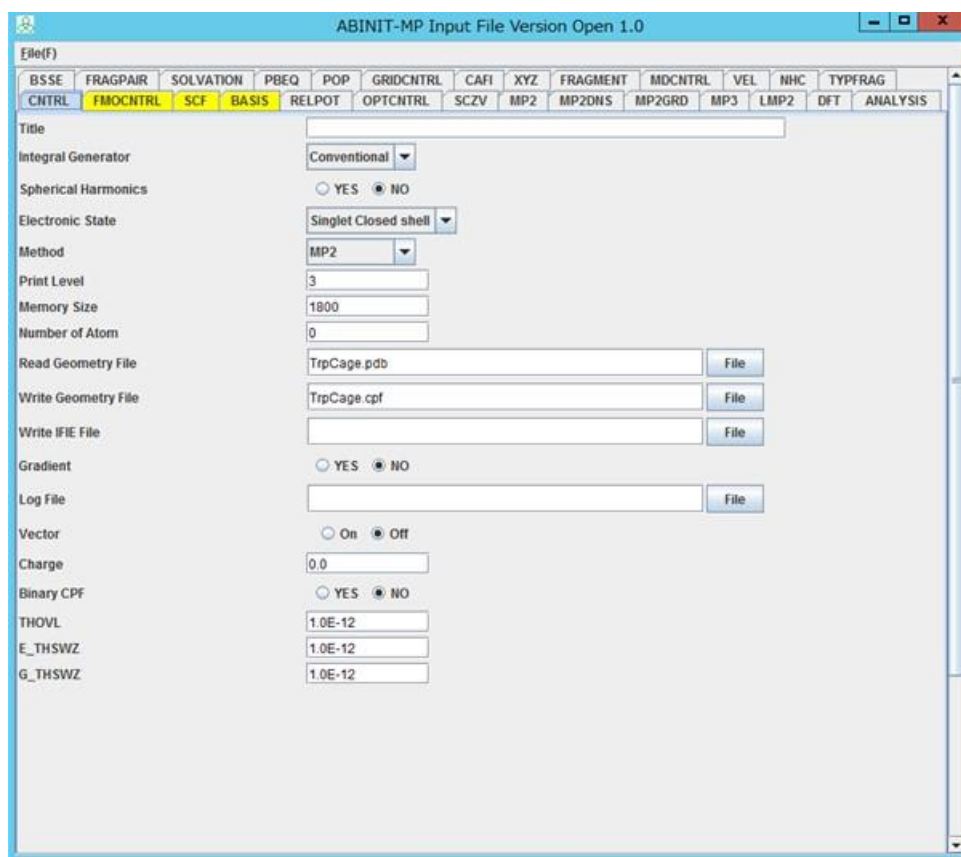 ABINIT-MP Input File Version Open 1.0
File(F)
BSSE FRAGPAIR SOLVATION PBEQ POP GRIDCNTRL CAFI XYZ FRAGMENT MDCNTRL VEL NHC TYPFRAG
CNTRL FMOCNTRL SCF BASIS RELPOT OPTCNTRL SCZV MP2 MP2DNS MP2GRD MP3 LMP2 DFT ANALYSIS
Title
Integral Generator Conventional
Spherical Harmonics YES NO
Electronic State Singlet Closed shell
Method MP2
Print Level 3
Memory Size 1800
Number of Atom 0
Read Geometry File TrpCage.pdb File
Write Geometry File TrpCage.cpf File
Write IFIE File File
Gradient YES NO
Log File File
Vector On Off
Charge 0.0
Binary CPF YES NO
THOVL 1.0E-12
E_THSWZ 1.0E-12
G_THSWZ 1.0E-12